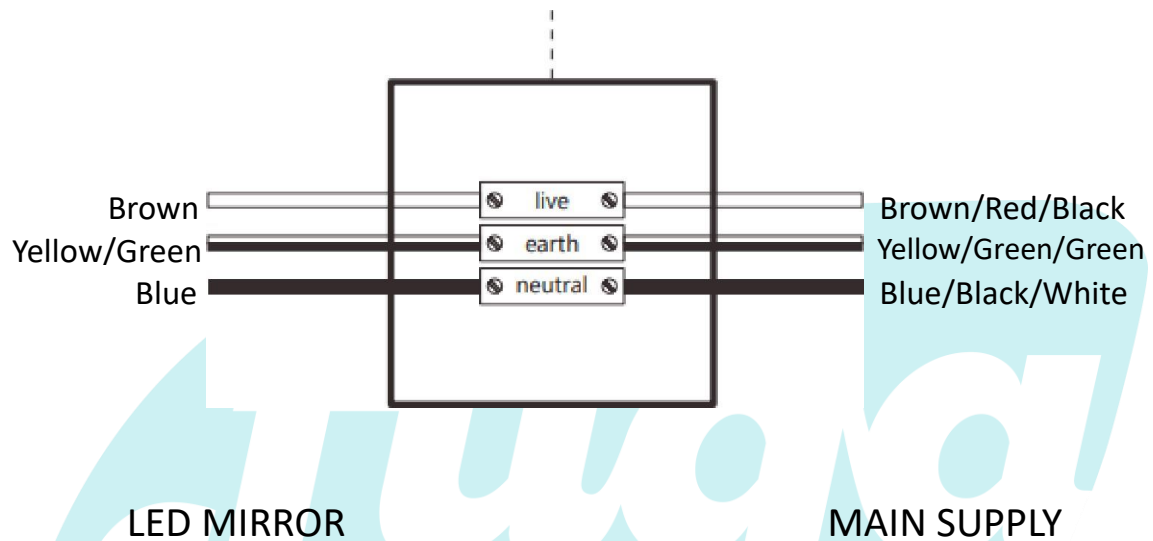 Brown live Brown/Red/Black
Yellow/Green earth Yellow/Green/Green
Blue neutral Blue/Black/White
LED MIRROR MAIN SUPPLY